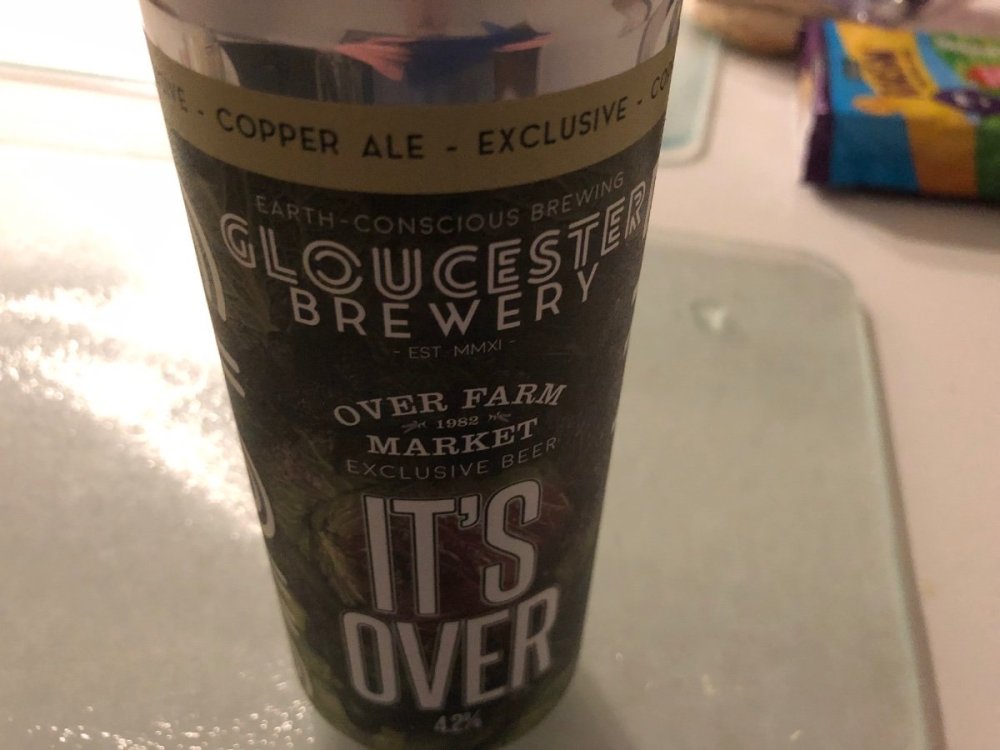 COPPER ALE - EXCLUSIVE -
EARTH-CONSCIOUS BREWING
GLOUCESTER
BREWERY
- EST MMXI -
OVER FARM
1982
MARKET
EXCLUSIVE BEER
IT'S
OVER
4.2%